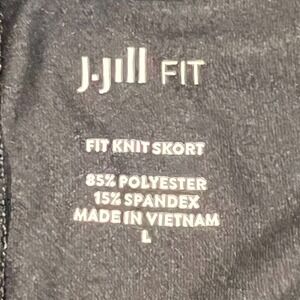 J.Jill FIT
FIT KNIT SKORT
85% POLYESTER
15% SPANDEX
MADE IN VIETNAM
L